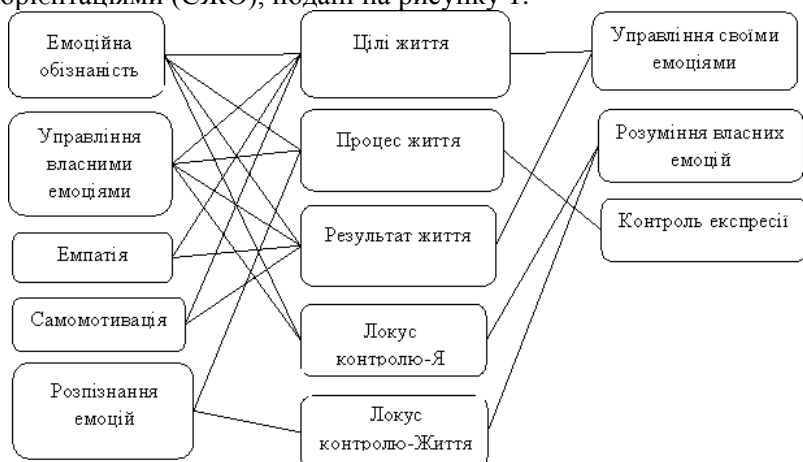 орієнтаціями (СЖО), подані на рисунку 1.
Емоційна
обізнаність
Управління
власними
емоціями
Емпатія
Самомотивація
Розпізнання
емоцій
Цілі життя
Процес життя
Результат життя
Локус
контролю-Я
Локус
контролю-Життя
Управління своїми
емоціями
Розуміння власних
емоцій
Контроль експресії